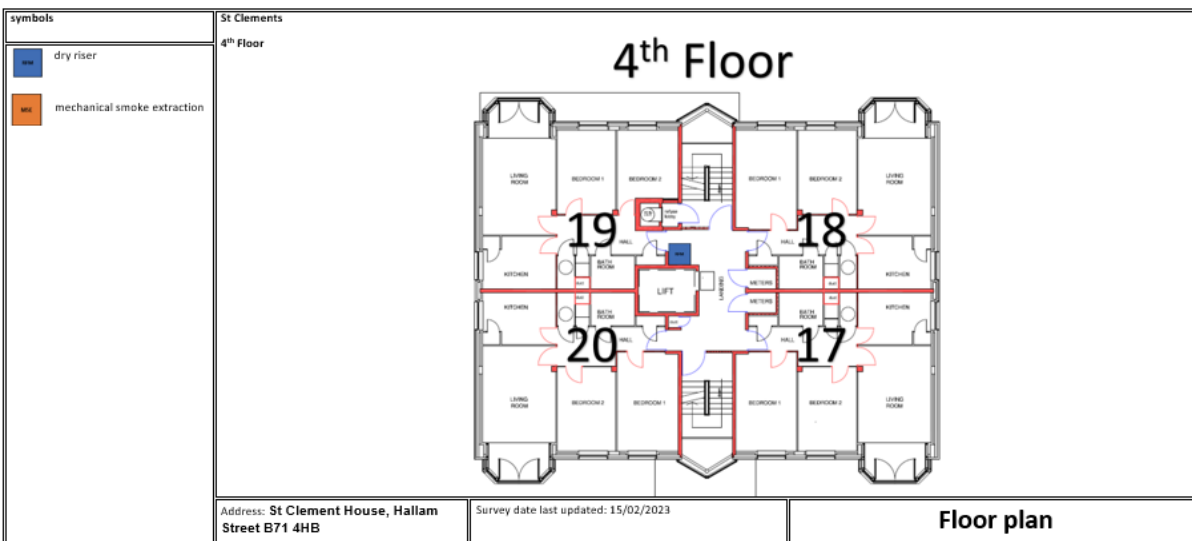 symbols
dry riser
MSE
mechanical smoke extraction
St Clements
4th Floor
4th Floor
LIVING ROOM
BEDROOM 1
BEDROOM 2
BEDROOM 1
BEDROOM 2
LIVING ROOM
19
18
HALL
HALL
KITCHEN
BATH ROOM
BATH ROOM
KITCHEN
LIFT
LANDING
METERS
METERS
KITCHEN
BATH ROOM
BATH ROOM
KITCHEN
20
17
HALL
HALL
LIVING ROOM
BEDROOM 2
BEDROOM 1
BEDROOM 1
BEDROOM 2
LIVING ROOM
Address: St Clement House, Hallam
Street B71 4HB
Survey date last updated: 15/02/2023
Floor plan